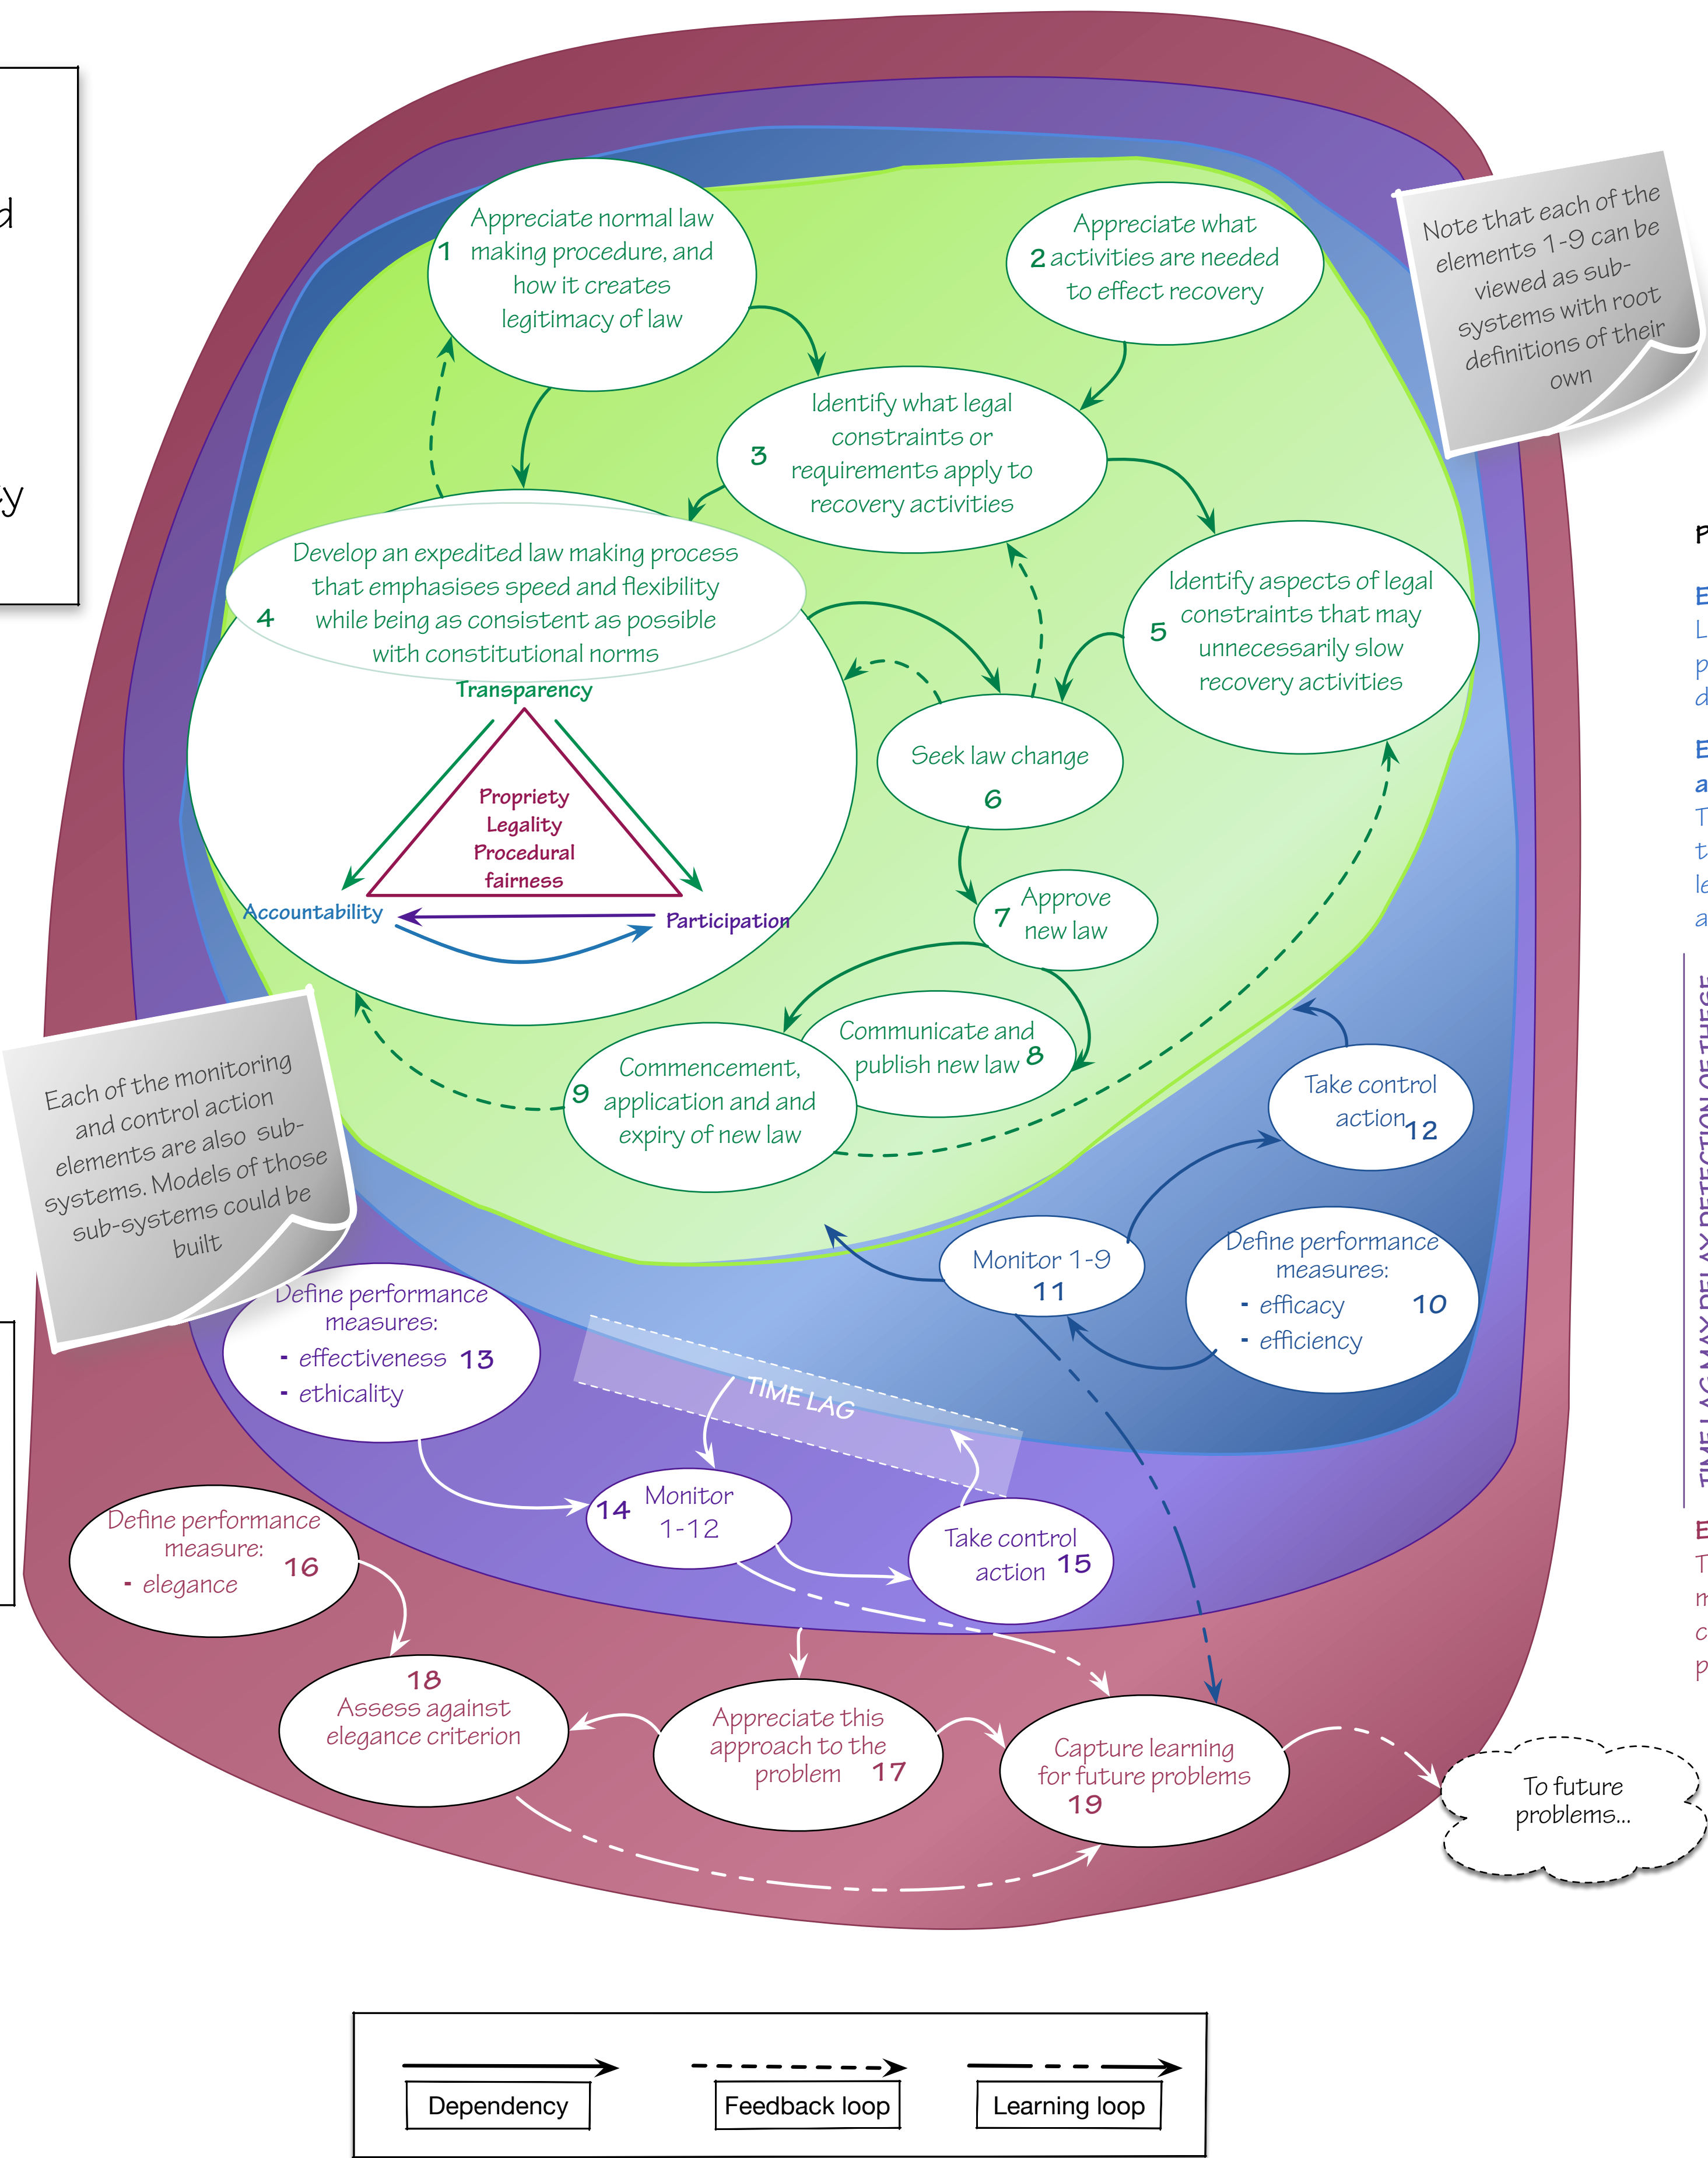 d
y
1
Appreciate normal law
making procedure, and
how it creates
legitimacy of law
2
Appreciate what
activities are needed
to effect recovery
Note that each of the
elements 1-9 can be
viewed as sub-
systems with root
definitions of their
own
3
Identify what legal
constraints or
requirements apply to
recovery activities
4
Develop an expedited law making process
that emphasises speed and flexibility
while being as consistent as possible
with constitutional norms
Transparency
Propriety
Legality
Procedural
fairness
Accountability
Participation
5
Identify aspects of legal
constraints that may
unnecessarily slow
recovery activities
Seek law change
6
7
Approve
new law
Communicate and
publish new law 8
9
Commencement,
application and and
expiry of new law
Take control
action 12
Each of the monitoring
and control action
elements are also sub-
systems. Models of those
sub-systems could be
built
Monitor 1-9
11
Define performance
measures:
- efficacy 10
- efficiency
Define performance
measures:
- effectiveness 13
- ethicality
TIME LAG
14
Monitor
1-12
Take control
action 15
Define performance
measure:
- elegance 16
18
Assess against
elegance criterion
Appreciate this
approach to the
problem 17
Capture learning
for future problems
19
To future
problems...
P
E
L
p
d
E
a
T
t
le
a
TIME LAG MAY DELAY DETECTION OF THESE
E
T
m
c
p
Dependency
Feedback loop
Learning loop